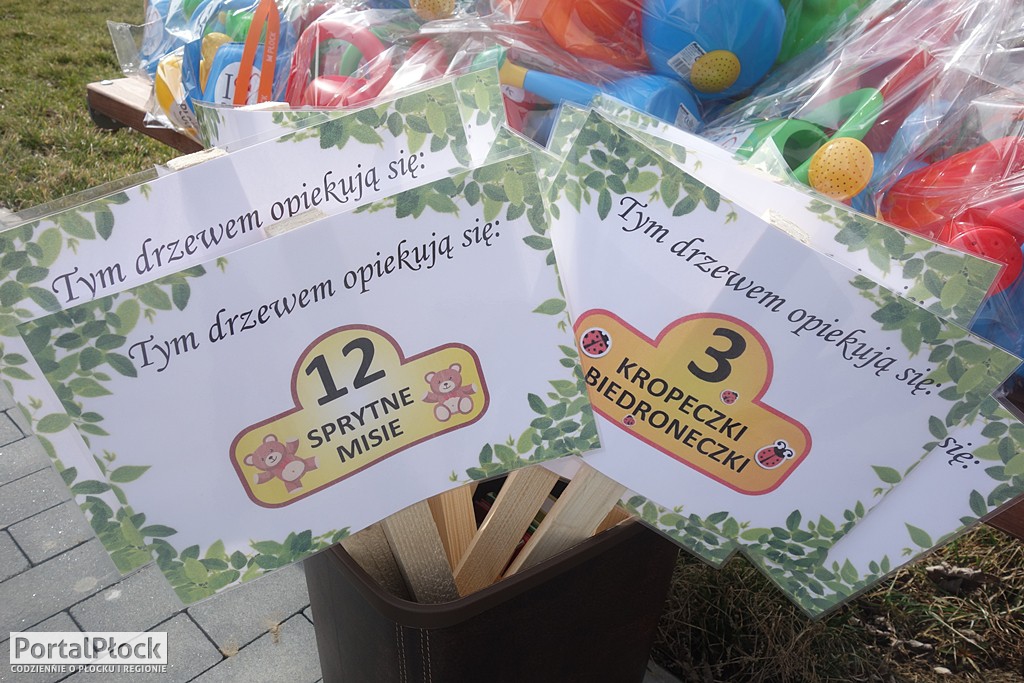 Tym drzewem opiekują się:
Tym drzewem opiekują się:
12
SPRYTNE
MISIE
Tym drzewem opiekują się:
3
KROPECZKI
BIEDRONECZKI
się:
PortalPłock
CODZIENNIE O PŁOCKU I REGIONIE